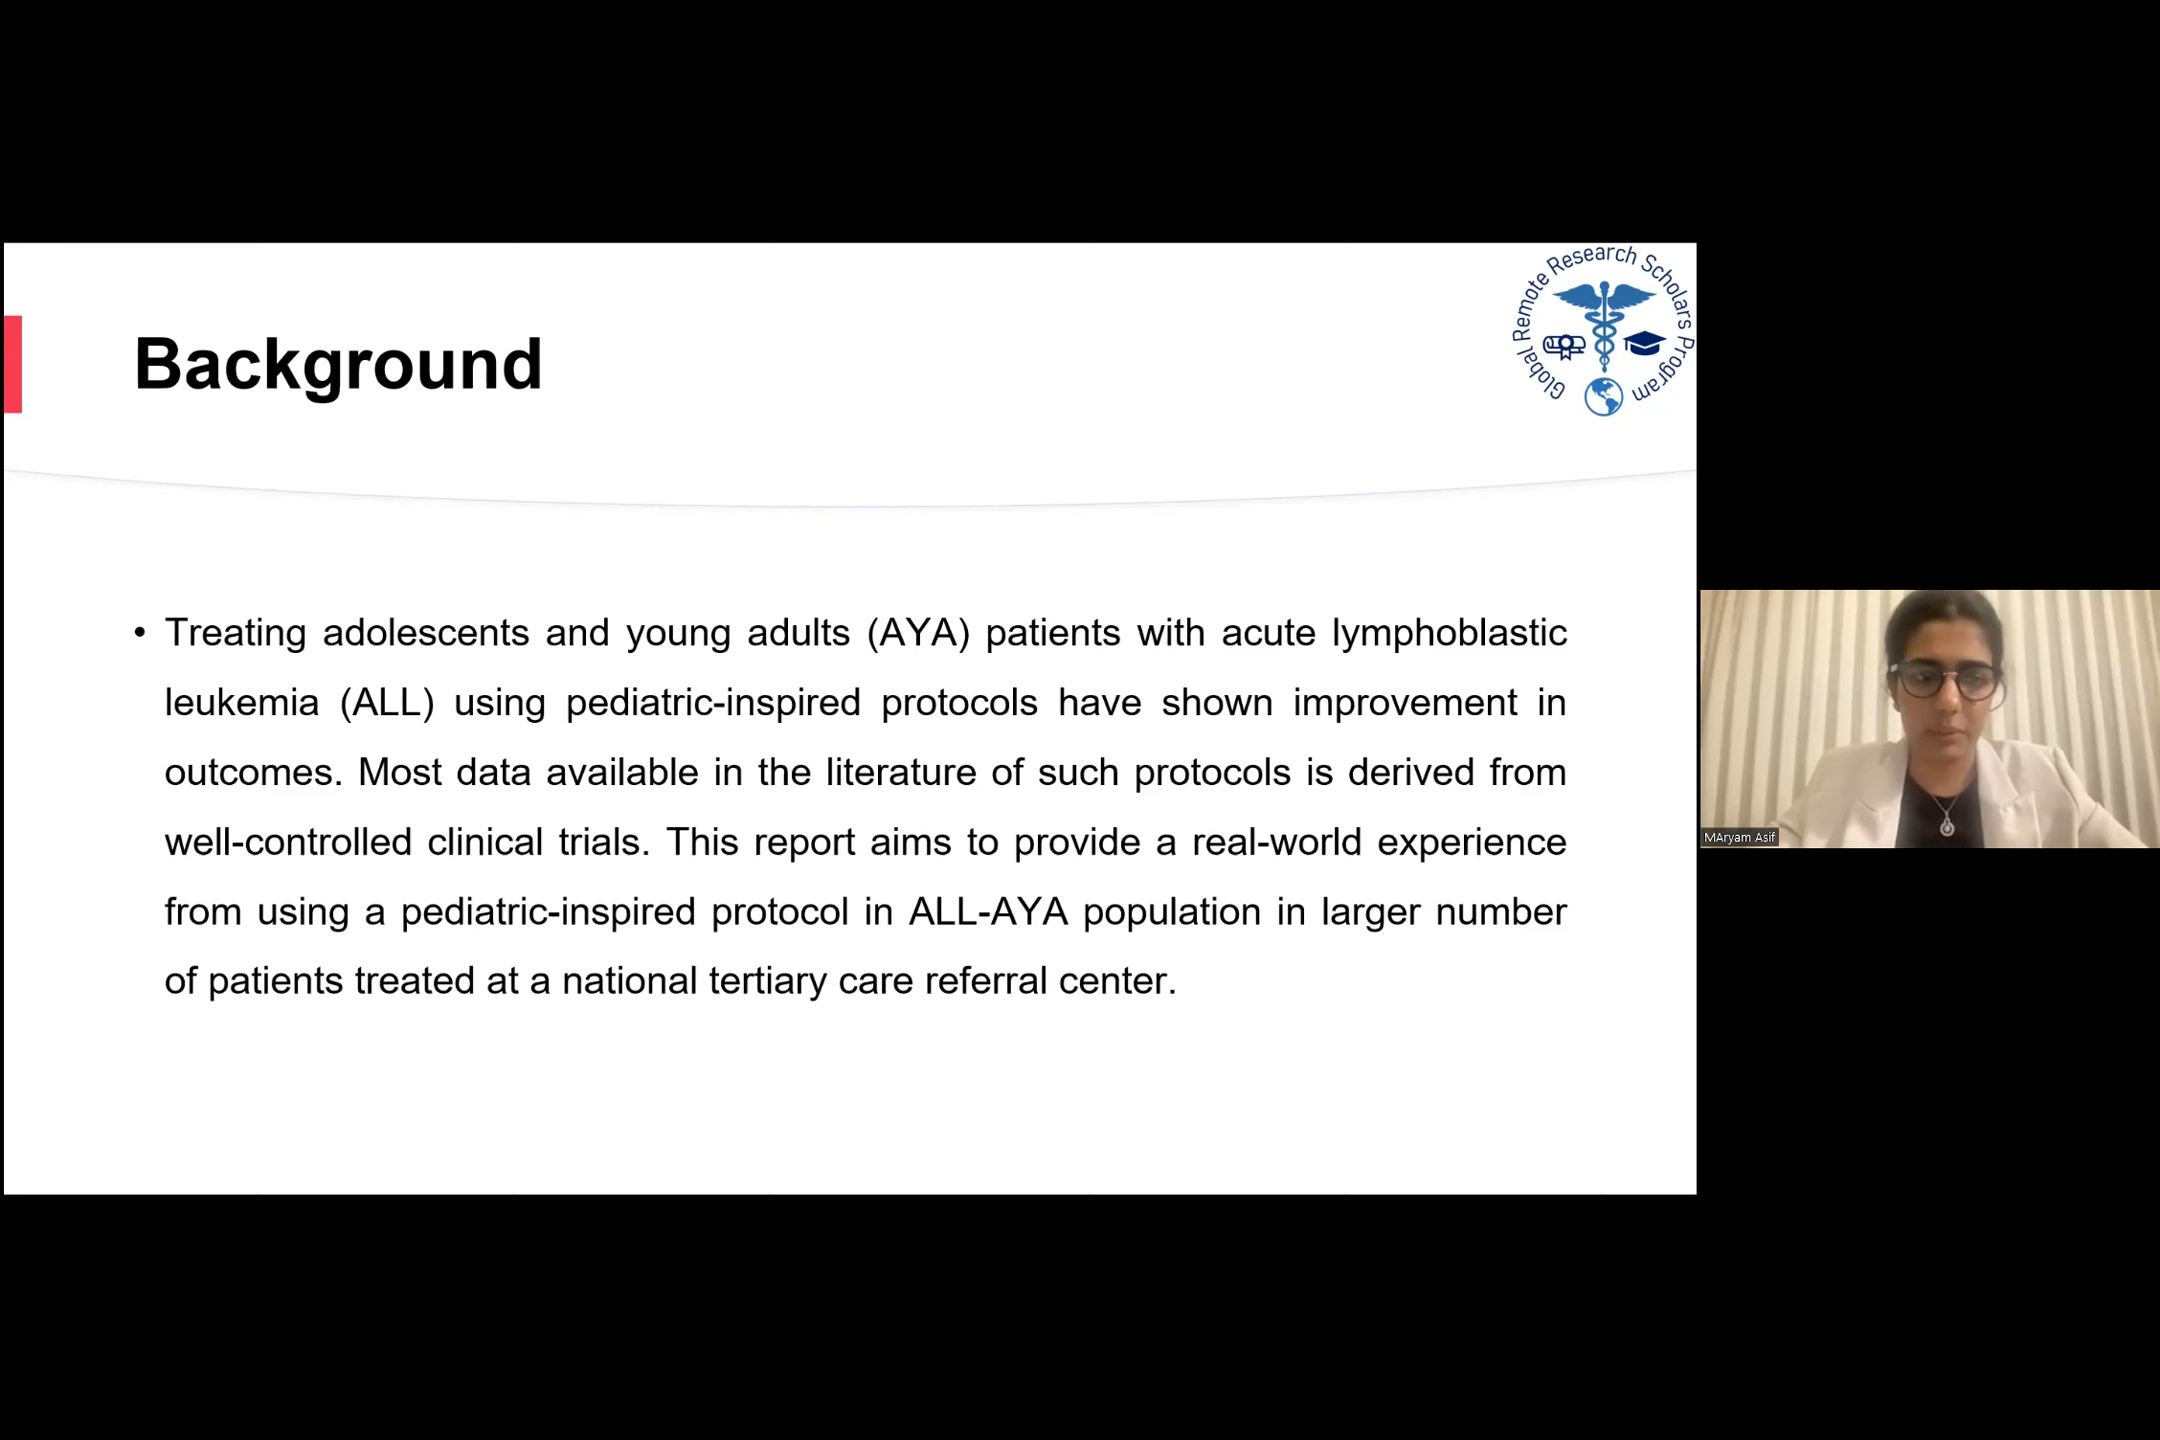 Global Remote Research Scholars Program
Background
• Treating adolescents and young adults (AYA) patients with acute lymphoblastic
leukemia (ALL) using pediatric-inspired protocols have shown improvement in
outcomes. Most data available in the literature of such protocols is derived from
well-controlled clinical trials. This report aims to provide a real-world experience
from using a pediatric-inspired protocol in ALL-AYA population in larger number
of patients treated at a national tertiary care referral center.
MAryam Asif